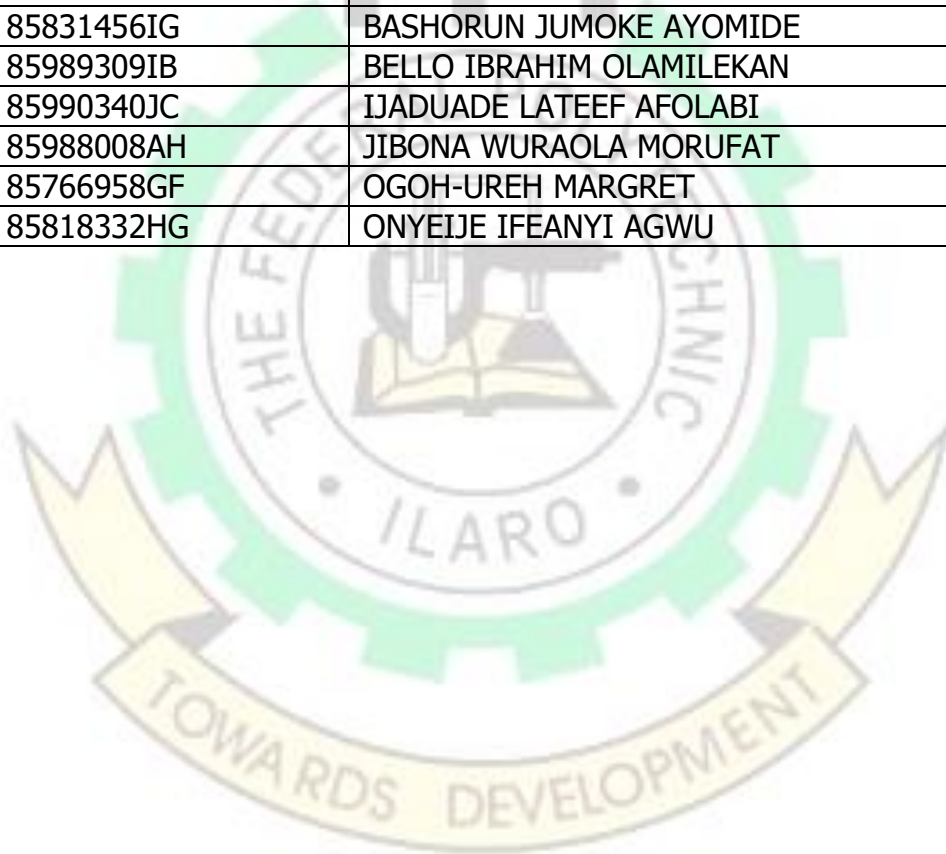 85831456IG BASHORUN JUMOKE AYOMIDE
85989309IB BELLO IBRAHIM OLAMILEKAN
85990340JC IJADUADE LATEEF AFOLABI
85988008AH JIBONA WURAOLA MORUFAT
85766958GF OGOH-UREH MARGRET
85818332HG ONYEIJE IFEANYI AGWU
THE FEDERAL POLYTECHNIC
ILARO
TOWARDS DEVELOPMENT